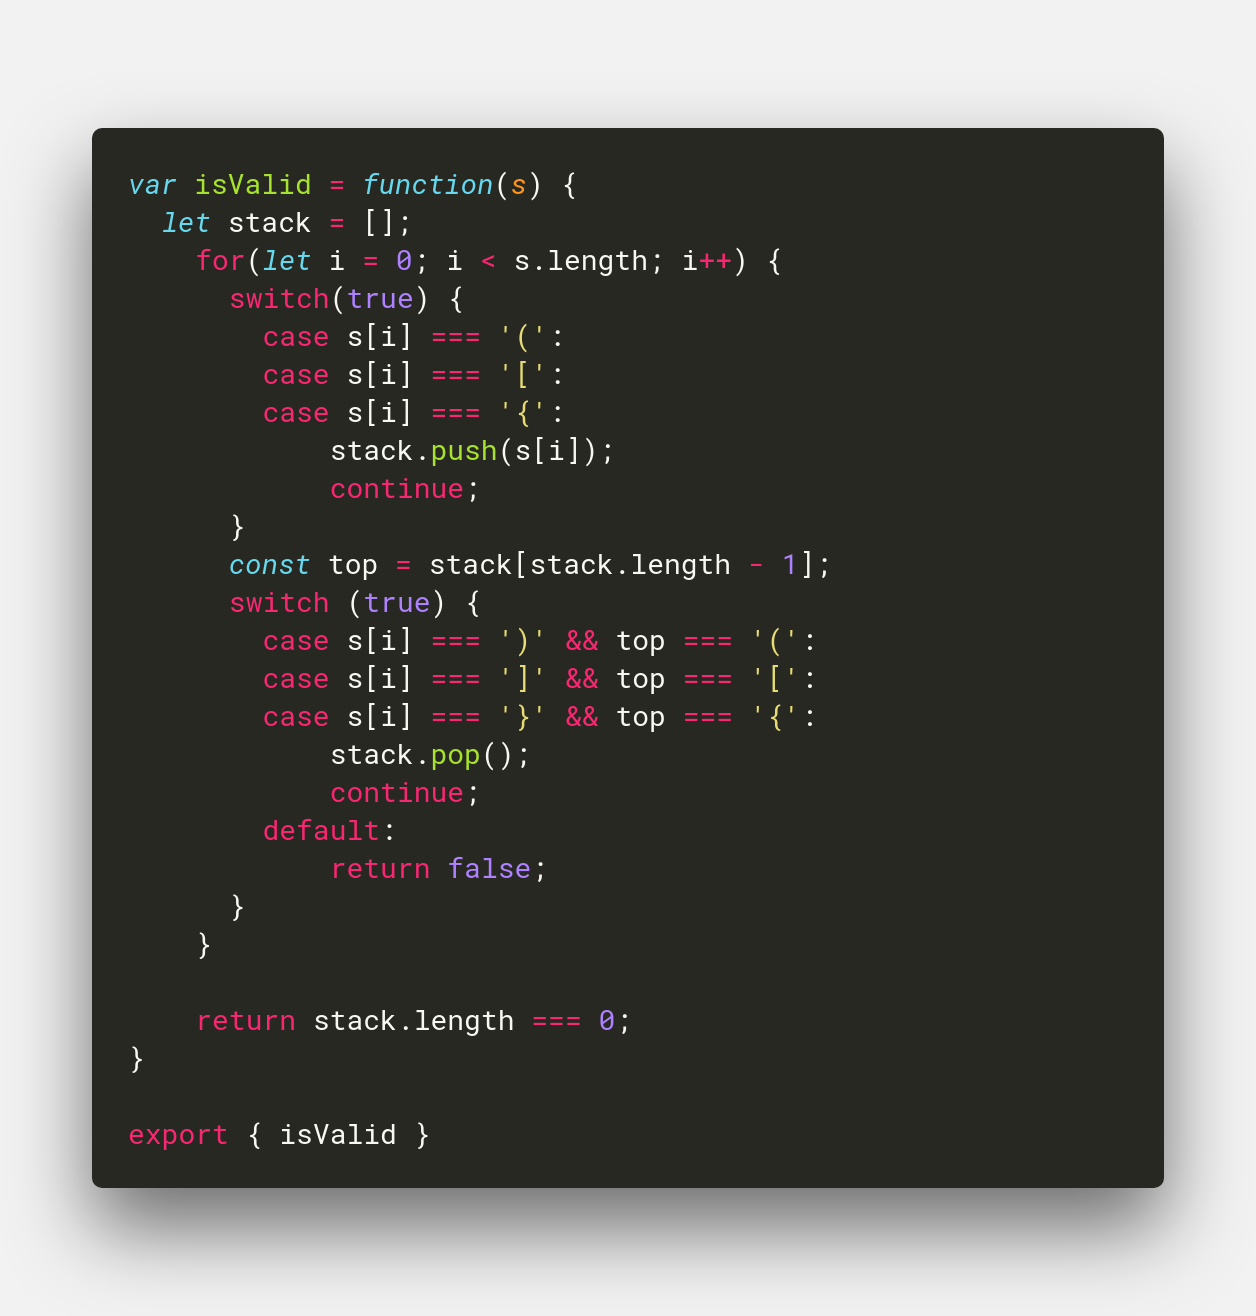 var isValid = function(s) {
  let stack = [];
    for(let i = 0; i < s.length; i++) {
      switch(true) {
        case s[i] === '(':
        case s[i] === '[':
        case s[i] === '{':
            stack.push(s[i]);
            continue;
      }
      const top = stack[stack.length - 1];
      switch (true) {
        case s[i] === ')' && top === '(':
        case s[i] === ']' && top === '[':
        case s[i] === '}' && top === '{':
            stack.pop();
            continue;
        default:
            return false;
      }
    }

    return stack.length === 0;
}

export { isValid }